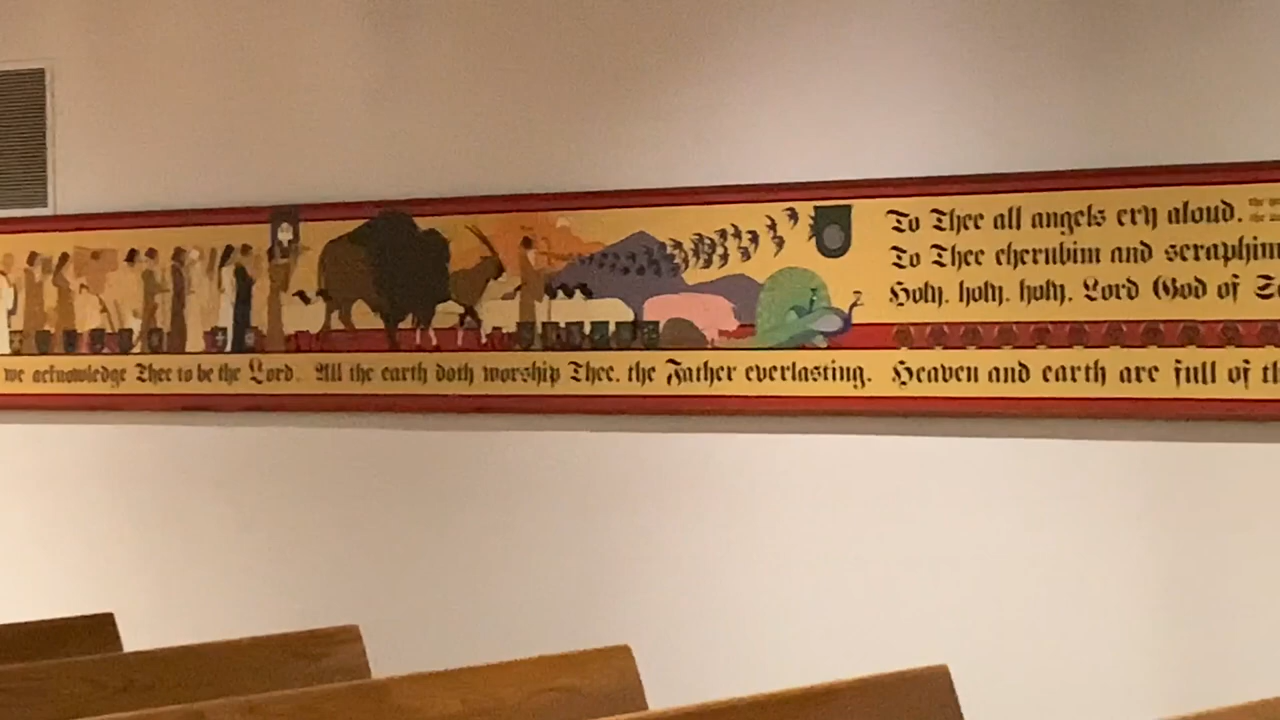 To Thee all angels cry aloud.
To Thee cherubim and seraphim
Holy. holy. holy. Lord God of
we acknowledge Thee to be the Lord. All the earth doth worship Thee. the Father everlasting. Heaven and earth are full of